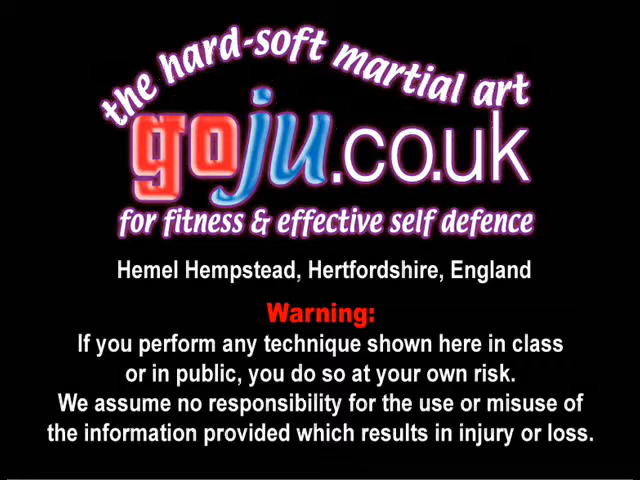 the hard-soft martial art
goju.co.uk
for fitness & effective self defence
Hemel Hempstead, Hertfordshire, England
Warning:
If you perform any technique shown here in class
or in public, you do so at your own risk.
We assume no responsibility for the use or misuse of
the information provided which results in injury or loss.